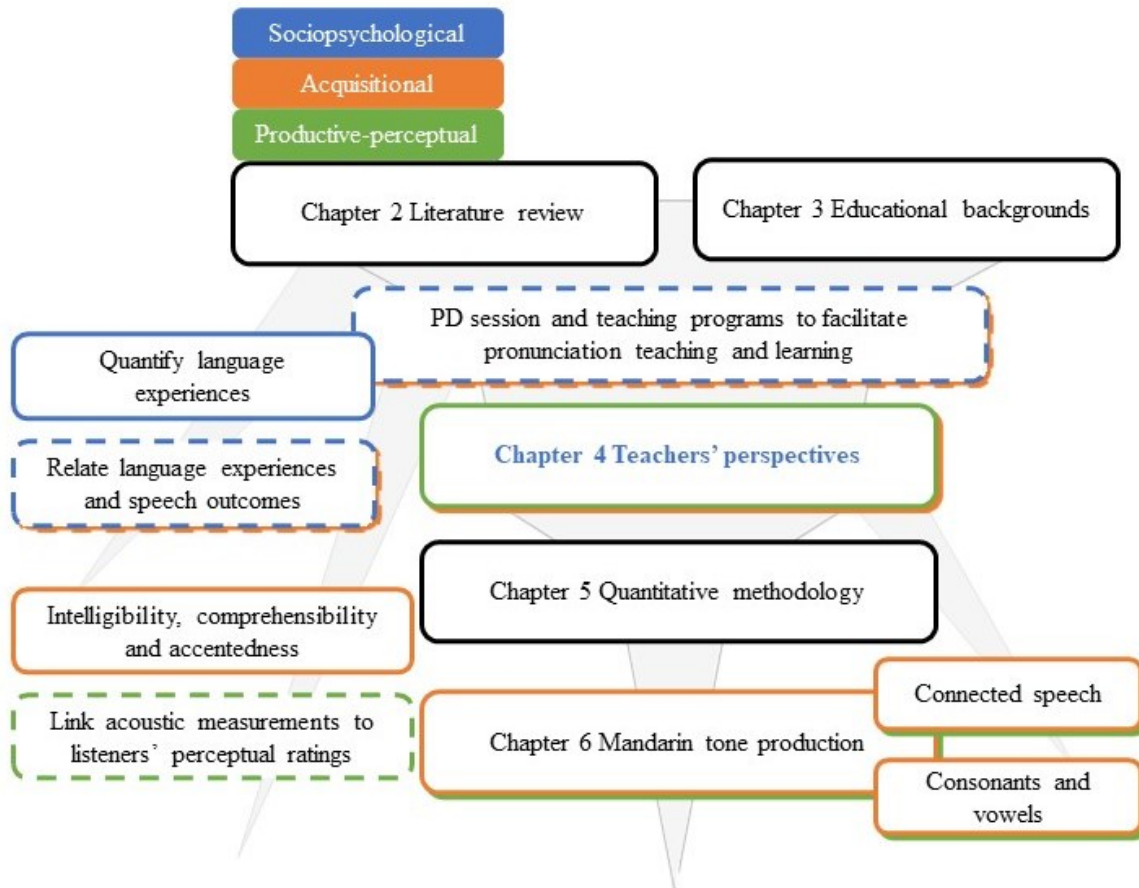 Sociopsychological
Acquisitional
Productive-perceptual
Chapter 2 Literature review
Chapter 3 Educational backgrounds
PD session and teaching programs to facilitate
pronunciation teaching and learning
Quantify language
experiences
Chapter 4 Teachers’ perspectives
Relate language experiences
and speech outcomes
Chapter 5 Quantitative methodology
Intelligibility, comprehensibility
and accentedness
Connected speech
Link acoustic measurements to
listeners’ perceptual ratings
Chapter 6 Mandarin tone production
Consonants and
vowels